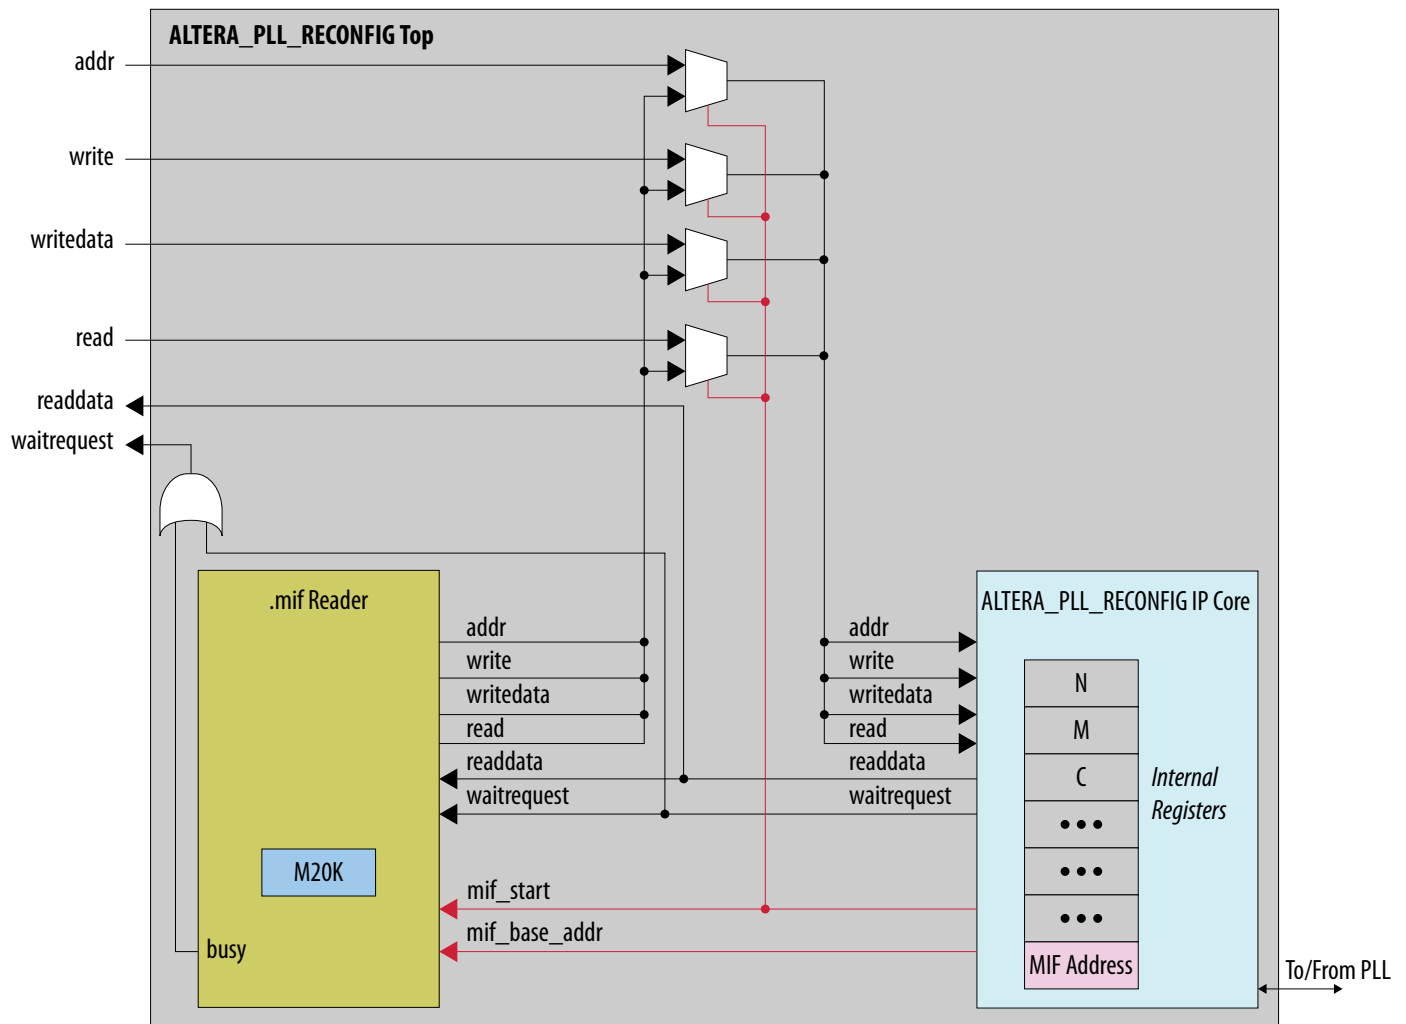 ALTERA_PLL_RECONFIG Top
addr
write
writedata
read
readdata
waitrequest
.mif Reader
addr
write
writedata
read
readdata
waitrequest
M20K
mif_start
mif_base_addr
busy
addr
write
writedata
read
readdata
waitrequest
ALTERA_PLL_RECONFIG IP Core
N
M
C
•••
•••
•••
MIF Address
Internal
Registers
To/From PLL